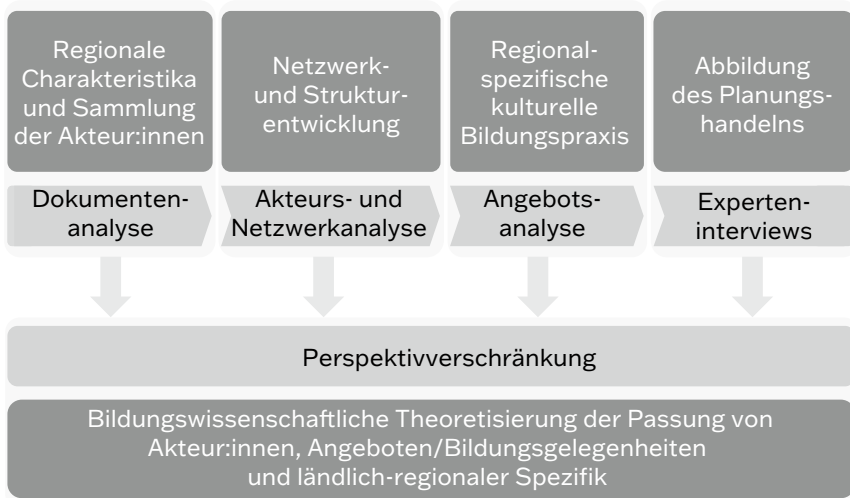 Regionale
Charakteristika
und Sammlung
der Akteur:innen
Netzwerk-
und Struktur-
entwicklung
Regional-
spezifische
kulturelle
Bildungspraxis
Abbildung
des Planungs-
handelns
Dokumenten-
analyse
Akteurs- und
Netzwerkanalyse
Angebots-
analyse
Experten-
interviews
Perspektivverschränkung
Bildungswissenschaftliche Theoretisierung der Passung von
Akteur:innen, Angeboten/Bildungsgelegenheiten
und ländlich-regionaler Spezifik